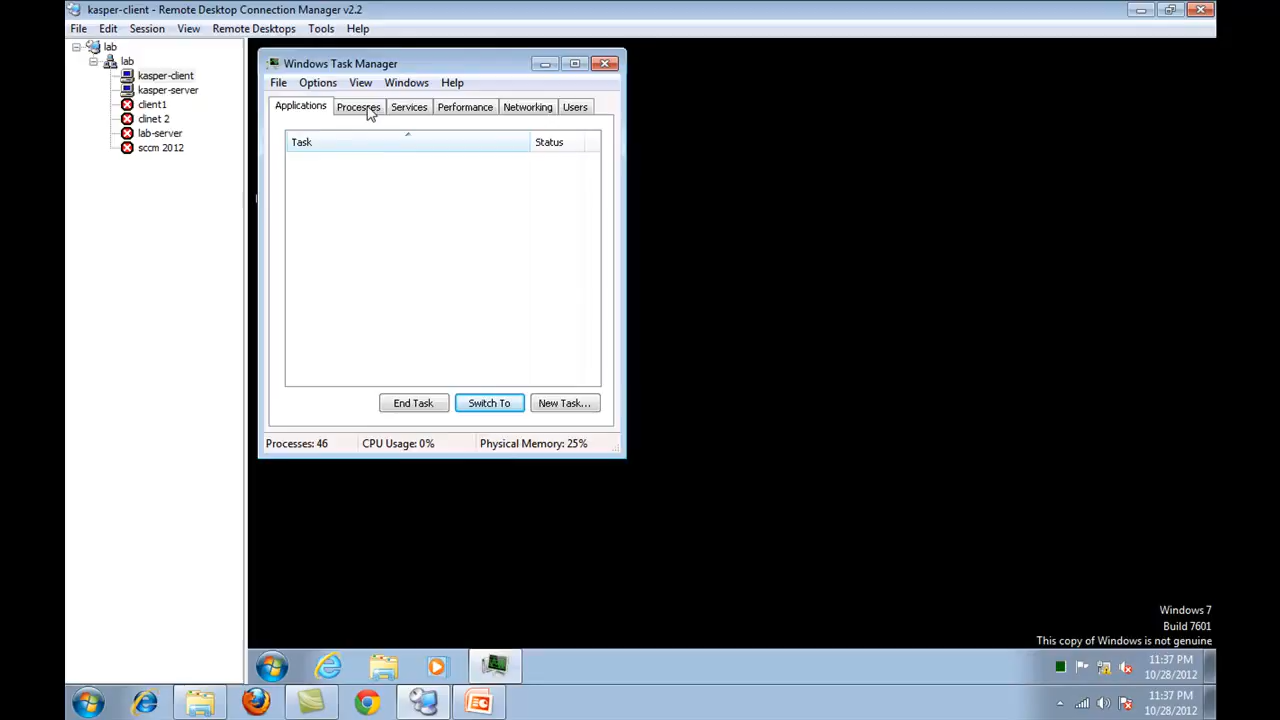 kasper-client - Remote Desktop Connection Manager v2.2
File Edit Session View Remote Desktops Tools Help
lab
lab
kasper-client
kasper-server
client1
clinet 2
lab-server
sccm 2012
Windows Task Manager
File Options View Windows Help
Applications Processes Services Performance Networking Users
Task Status
End Task Switch To New Task...
Processes: 46 CPU Usage: 0% Physical Memory: 25%
Windows 7
Build 7601
This copy of Windows is not genuine
11:37 PM
10/28/2012
11:37 PM
10/28/2012